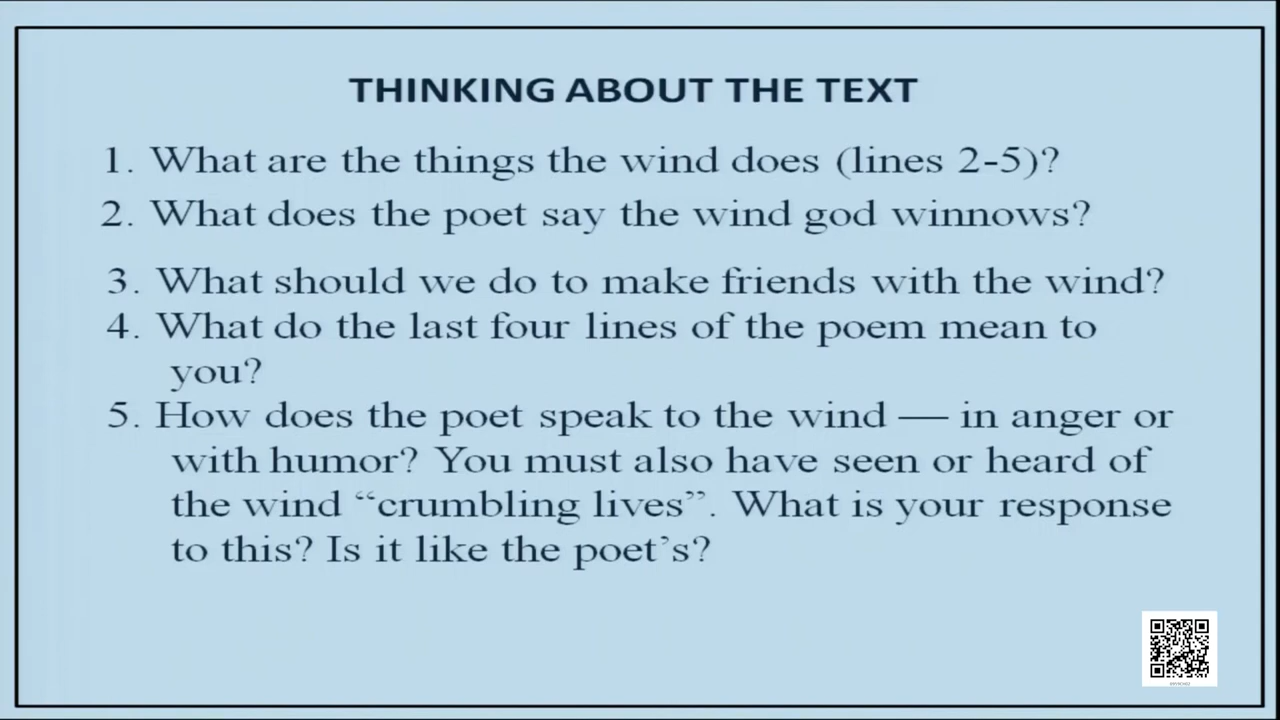 THINKING ABOUT THE TEXT
1. What are the things the wind does (lines 2-5)?
2. What does the poet say the wind god winnows?
3. What should we do to make friends with the wind?
4. What do the last four lines of the poem mean to
you?
5. How does the poet speak to the wind — in anger or
with humor? You must also have seen or heard of
the wind “crumbling lives”. What is your response
to this? Is it like the poet’s?